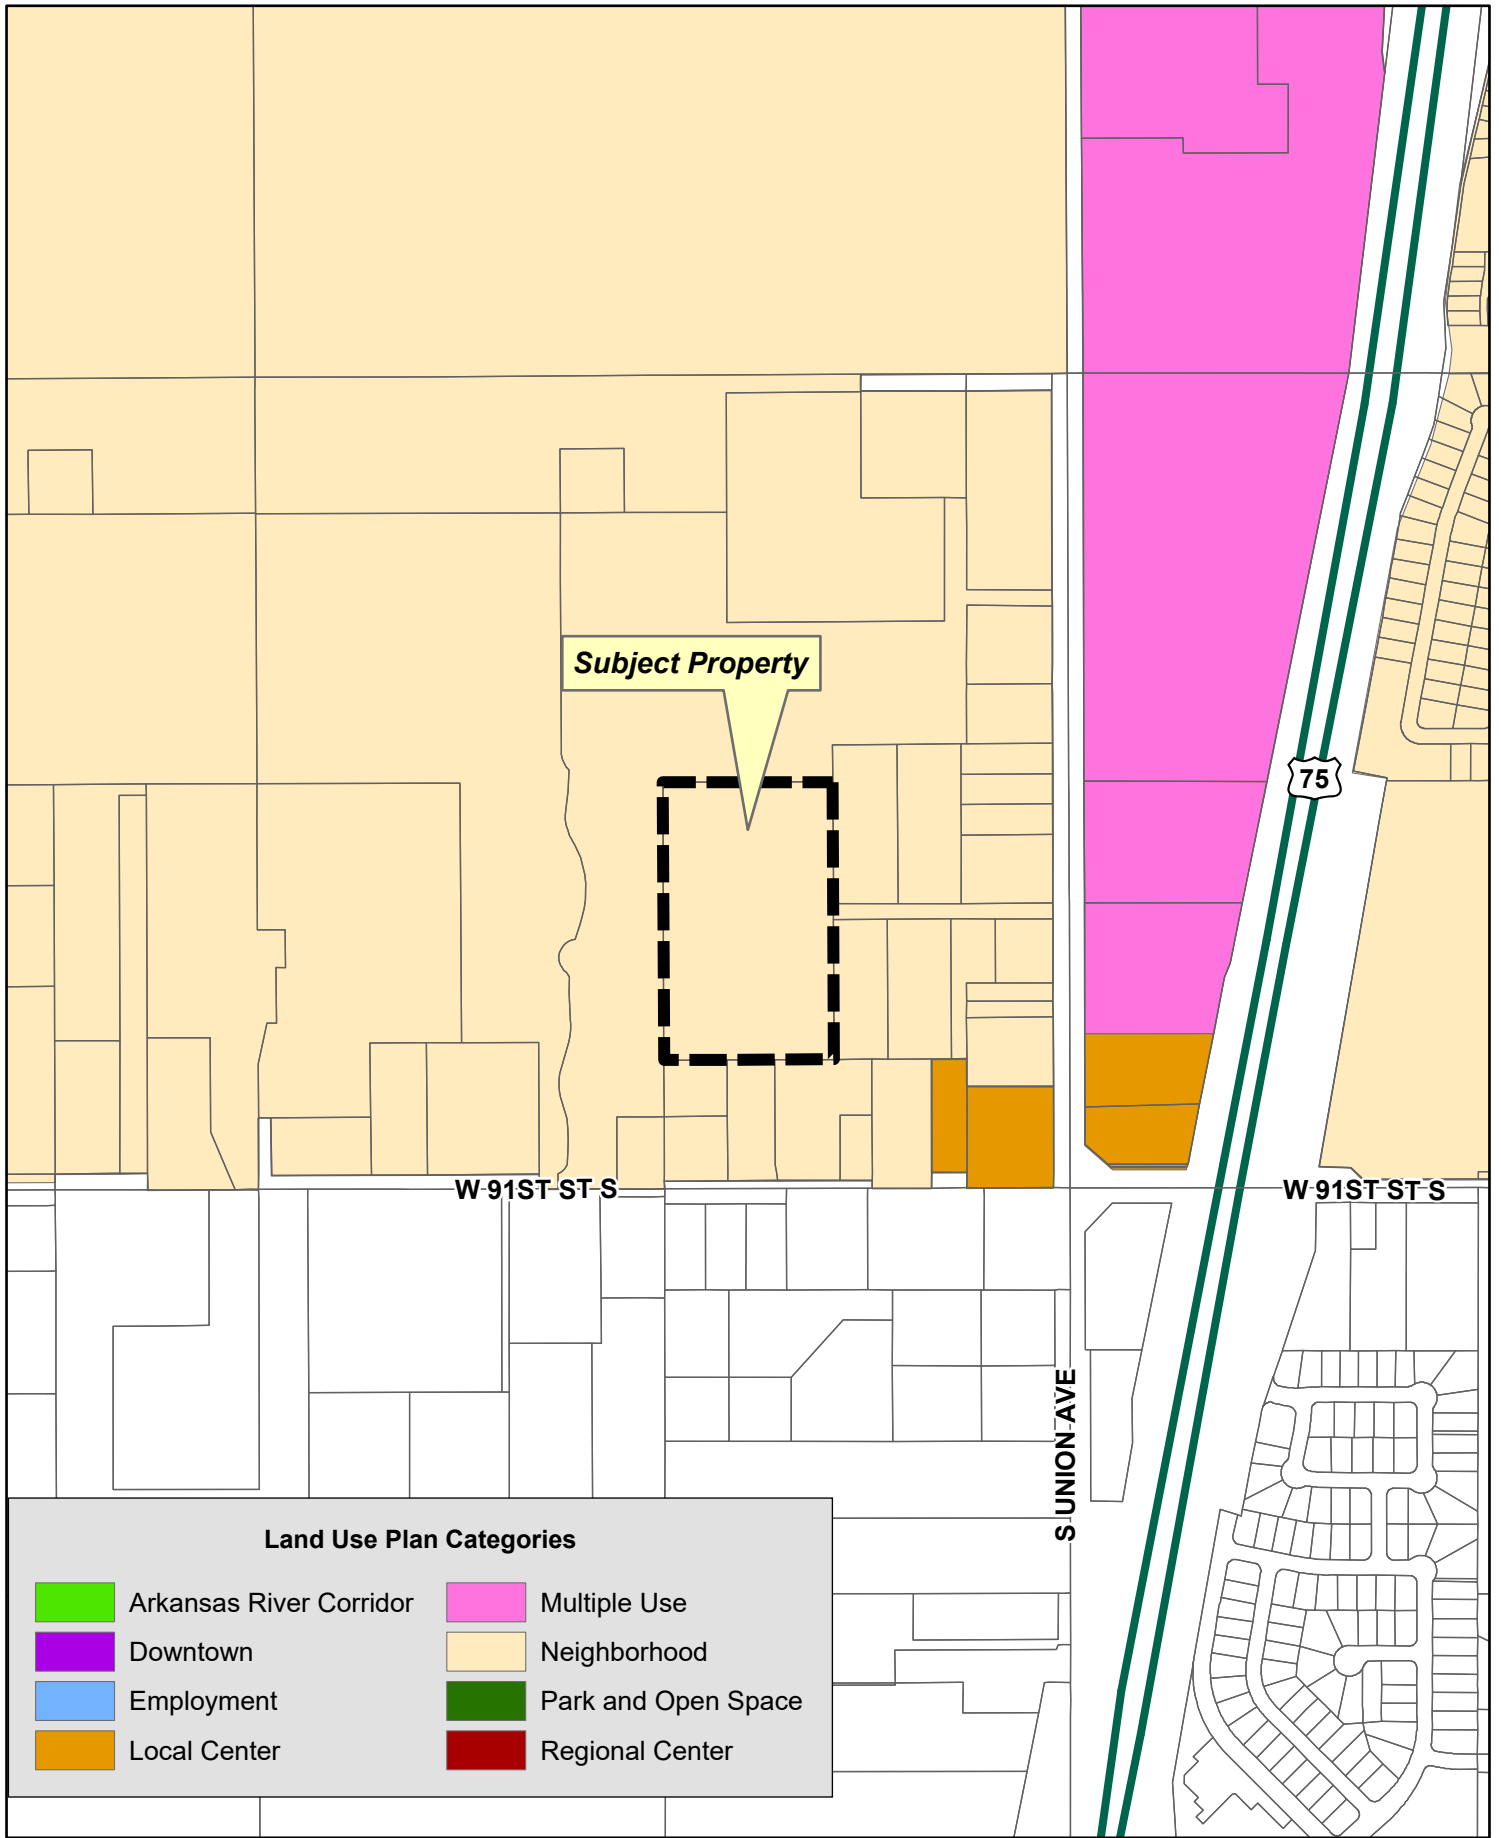 Subject Property
75
W 91ST ST S
W 91ST ST S
S UNION AVE
Land Use Plan Categories
Arkansas River Corridor
Downtown
Employment
Local Center
Multiple Use
Neighborhood
Park and Open Space
Regional Center